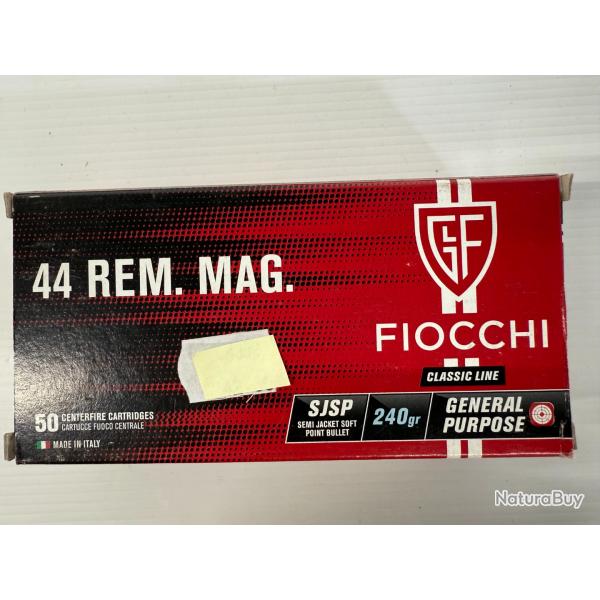 44 REM. MAG.
GF
FIOCCHI
CLASSIC LINE
50 CENTERFIRE CARTRIDGES
CARTUCCE FUOCO CENTRALE
MADE IN ITALY
SJSP
SEMI JACKET SOFT
POINT BULLET
240gr
GENERAL
PURPOSE
NaturaBuy